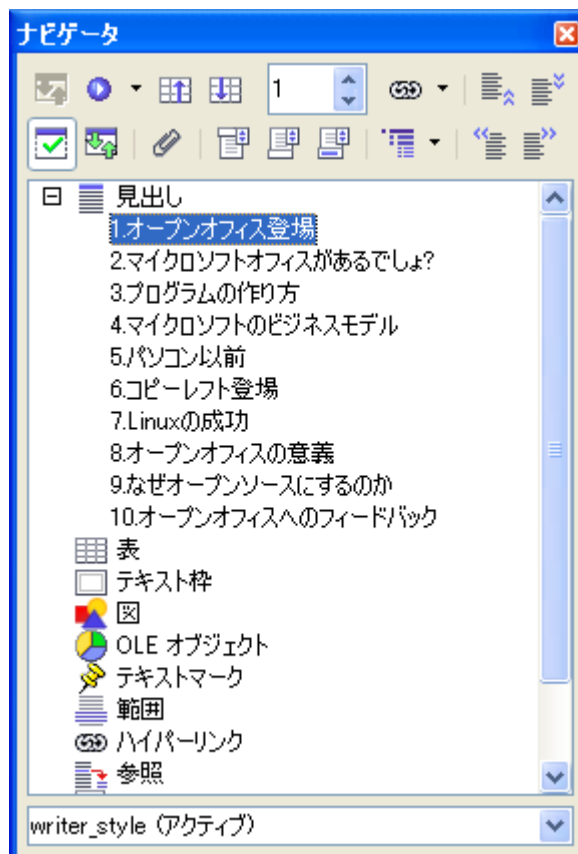 ナビゲータ
1
見出し
1.オープンオフィス登場
2.マイクロソフトオフィスがあるでしょ?
3.プログラムの作り方
4.マイクロソフトのビジネスモデル
5.パソコン以前
6.コピーレフト登場
7.Linuxの成功
8.オープンオフィスの意義
9.なぜオープンソースにするのか
10.オープンオフィスへのフィードバック
表
テキスト枠
図
OLE オブジェクト
テキストマーク
範囲
ハイパーリンク
参照
writer_style (アクティブ)